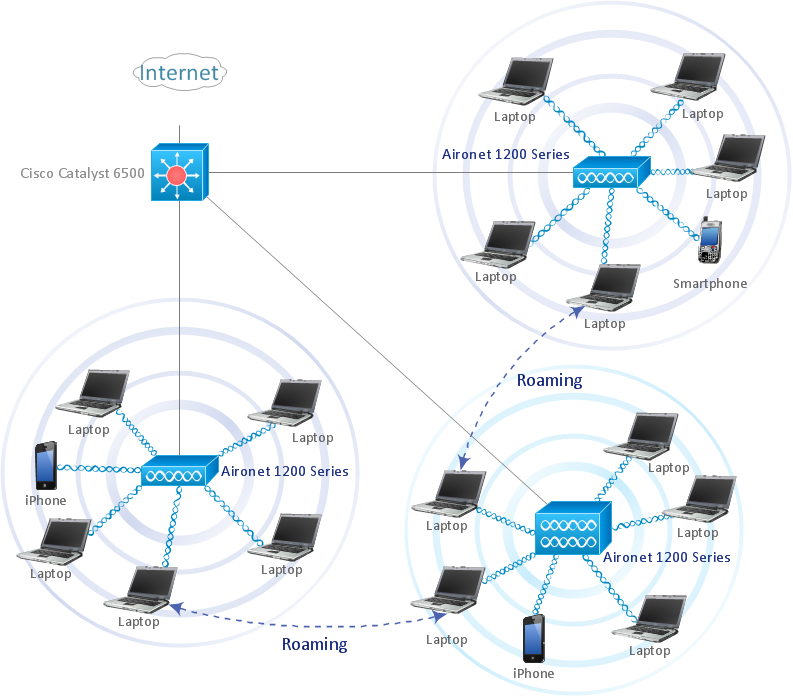 Internet
Cisco Catalyst 6500
Laptop
Laptop
Aironet 1200 Series
Laptop
Laptop
Smartphone
Laptop
Roaming
Laptop
Laptop
Aironet 1200 Series
iPhone
Laptop
Laptop
Laptop
Roaming
Laptop
Laptop
Laptop
Aironet 1200 Series
Laptop
Laptop
iPhone